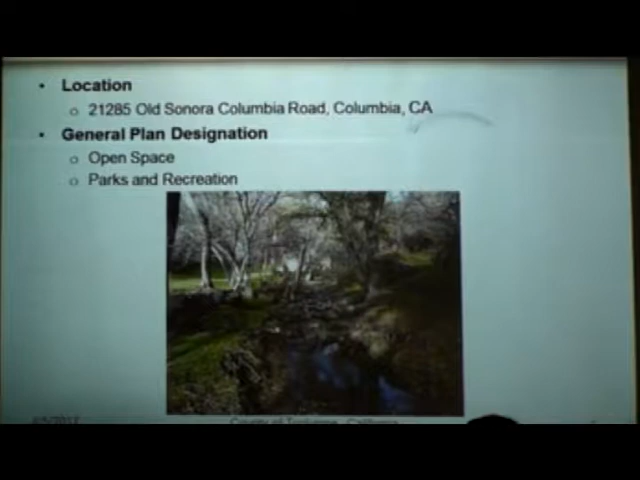 • Location
o 21285 Old Sonora Columbia Road, Columbia, CA
• General Plan Designation
o Open Space
o Parks and Recreation
County of Tuolumne, California